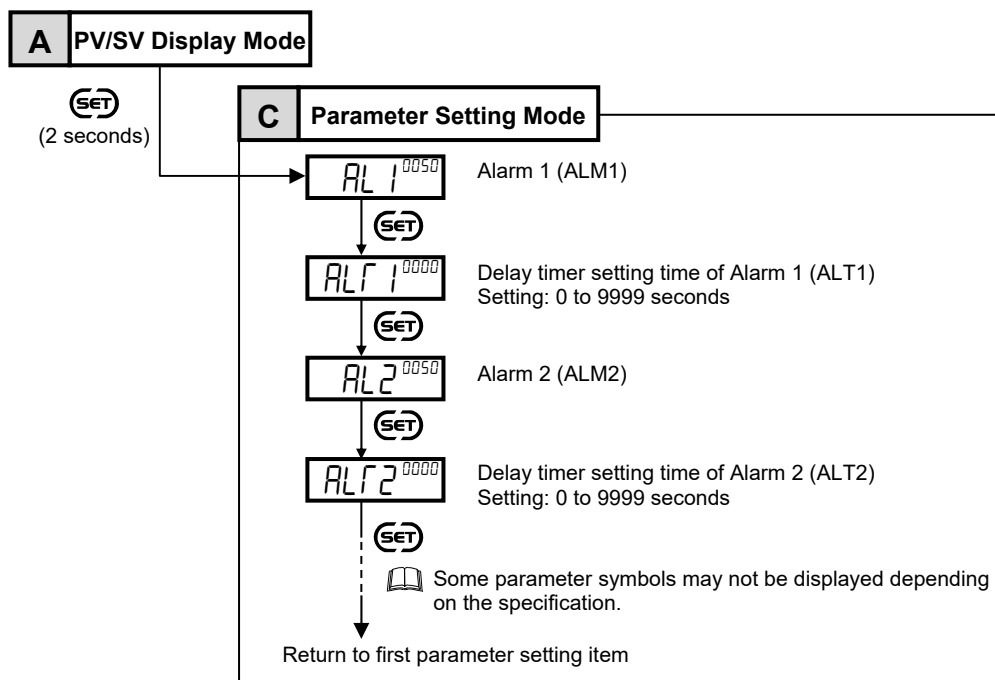 A PV/SV Display Mode
SET
(2 seconds)
C Parameter Setting Mode
AL1 0050 Alarm 1 (ALM1)
SET
ALT1 0000 Delay timer setting time of Alarm 1 (ALT1)
Setting: 0 to 9999 seconds
SET
AL2 0050 Alarm 2 (ALM2)
SET
ALT2 0000 Delay timer setting time of Alarm 2 (ALT2)
Setting: 0 to 9999 seconds
SET
Some parameter symbols may not be displayed depending
on the specification.
Return to first parameter setting item